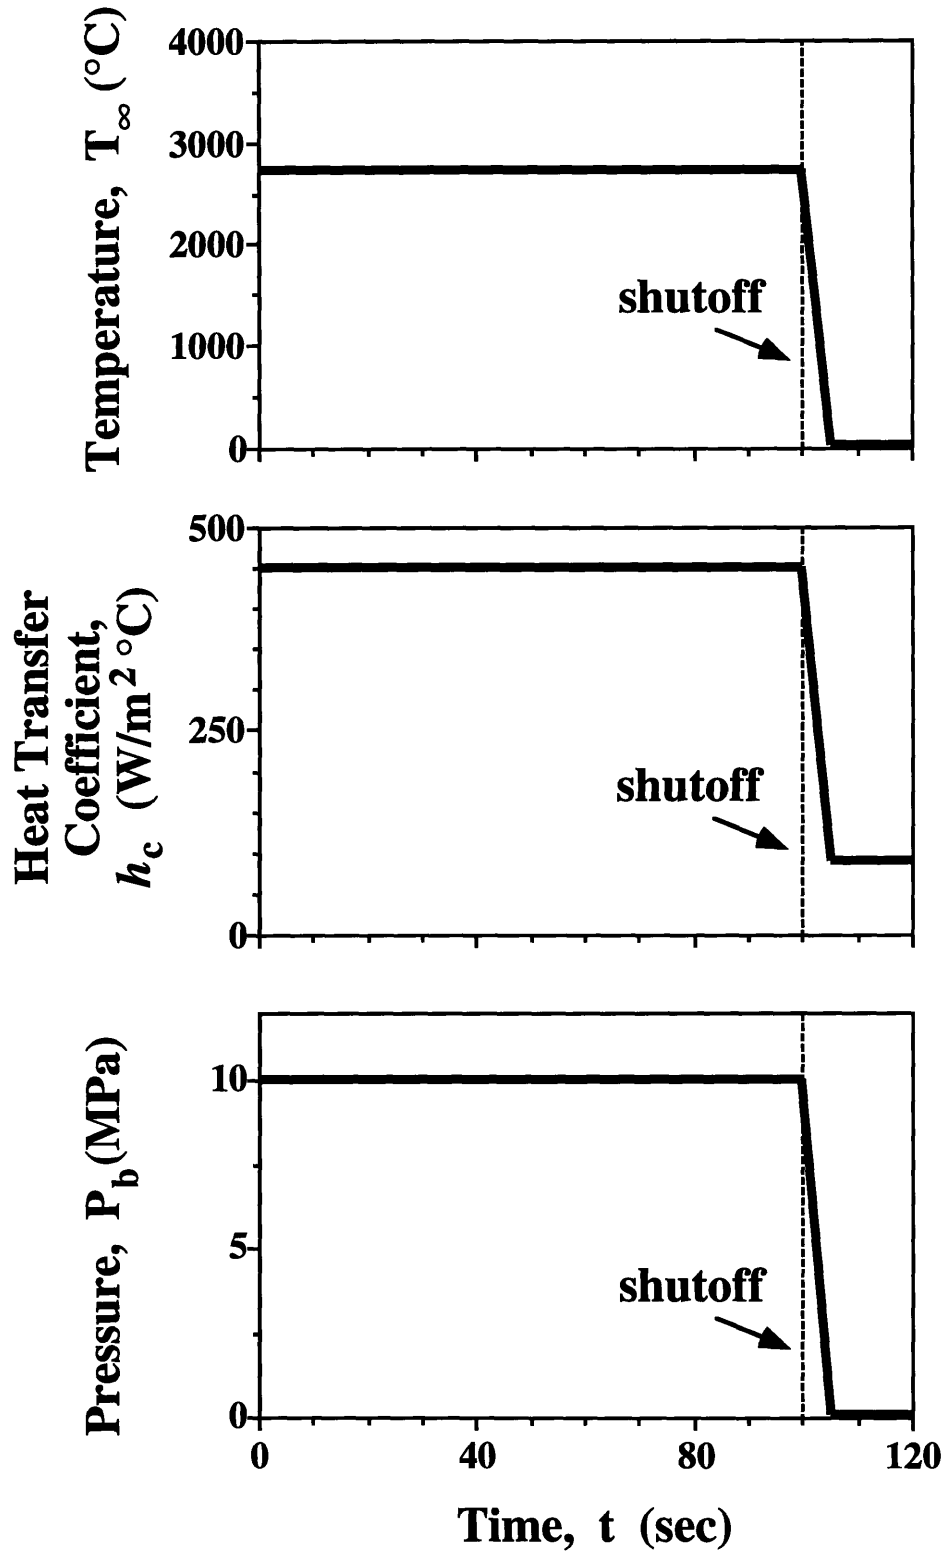 Temperature, T∞ (°C)
4000
3000
2000
1000
0
shutoff
Heat Transfer
Coefficient,
hc (W/m² °C)
500
250
0
shutoff
Pressure, Pb (MPa)
10
5
0
shutoff
0 40 80 120
Time, t (sec)